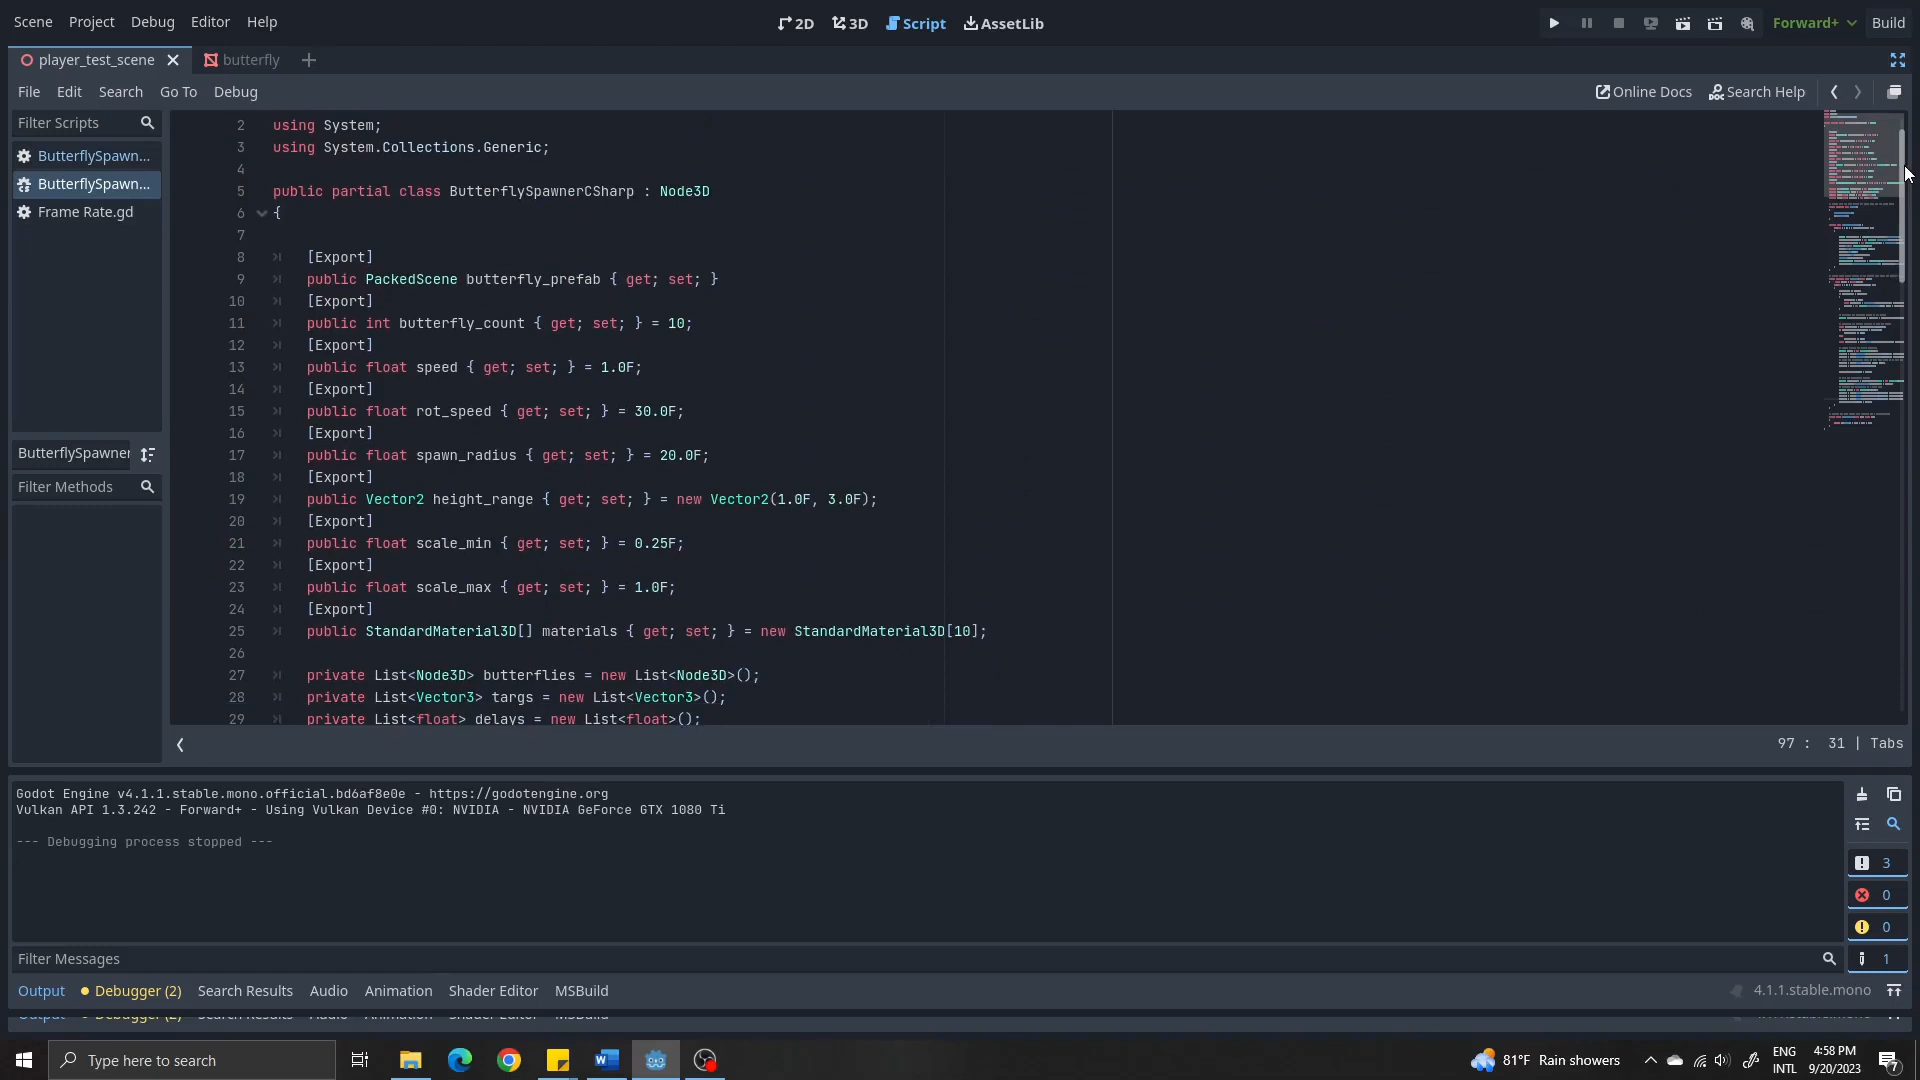 Scene Project Debug Editor Help
2D 3D Script AssetLib
Forward+ Build
player_test_scene butterfly
File Edit Search Go To Debug
Online Docs Search Help
Filter Scripts
ButterflySpawn...
ButterflySpawn...
Frame Rate.gd
ButterflySpawner
Filter Methods
2 using System;
3 using System.Collections.Generic;
4
5 public partial class ButterflySpawnerCSharp : Node3D
6 {
7
8 [Export]
9 public PackedScene butterfly_prefab { get; set; }
10 [Export]
11 public int butterfly_count { get; set; } = 10;
12 [Export]
13 public float speed { get; set; } = 1.0F;
14 [Export]
15 public float rot_speed { get; set; } = 30.0F;
16 [Export]
17 public float spawn_radius { get; set; } = 20.0F;
18 [Export]
19 public Vector2 height_range { get; set; } = new Vector2(1.0F, 3.0F);
20 [Export]
21 public float scale_min { get; set; } = 0.25F;
22 [Export]
23 public float scale_max { get; set; } = 1.0F;
24 [Export]
25 public StandardMaterial3D[] materials { get; set; } = new StandardMaterial3D[10];
26
27 private List<Node3D> butterflies = new List<Node3D>();
28 private List<Vector3> targs = new List<Vector3>();
29 private List<float> delays = new List<float>();
97 : 31 | Tabs
Godot Engine v4.1.1.stable.mono.official.bd6af8e0e - https://godotengine.org
Vulkan API 1.3.242 - Forward+ - Using Vulkan Device #0: NVIDIA - NVIDIA GeForce GTX 1080 Ti
--- Debugging process stopped ---
3
0
0
1
Filter Messages
Output Debugger (2) Search Results Audio Animation Shader Editor MSBuild
4.1.1.stable.mono
Type here to search
81°F Rain showers
ENG
INTL
4:58 PM
9/20/2023
7